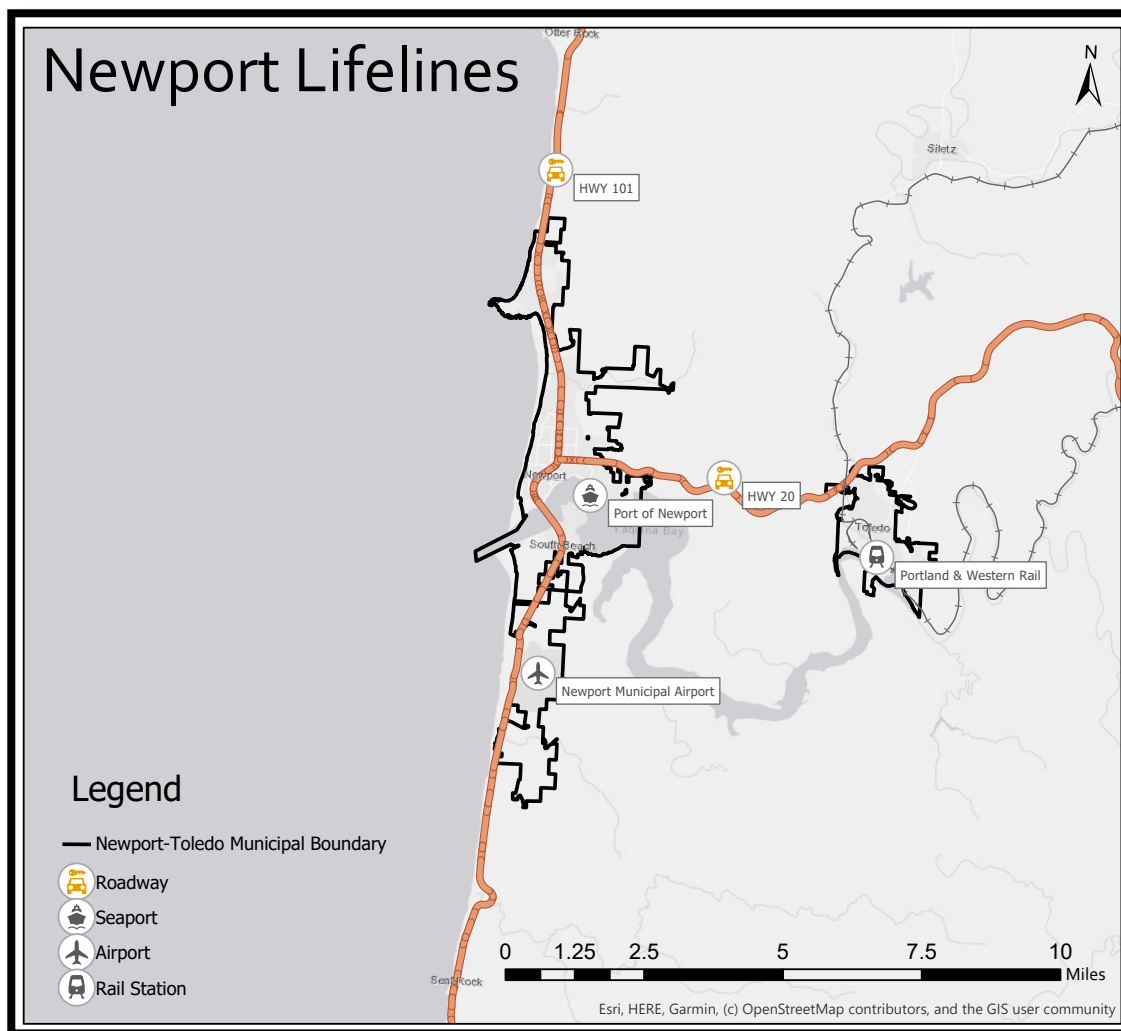 Otter Rock
Newport Lifelines
N
Siletz
HWY 101
Newport
HWY 20
Port of Newport
Yaquina Bay
Toledo
South Beach
Portland & Western Rail
Newport Municipal Airport
Legend
Newport-Toledo Municipal Boundary
Roadway
Seaport
Airport
Rail Station
Seal Rock
0 1.25 2.5 5 7.5 10
Miles
Esri, HERE, Garmin, (c) OpenStreetMap contributors, and the GIS user community